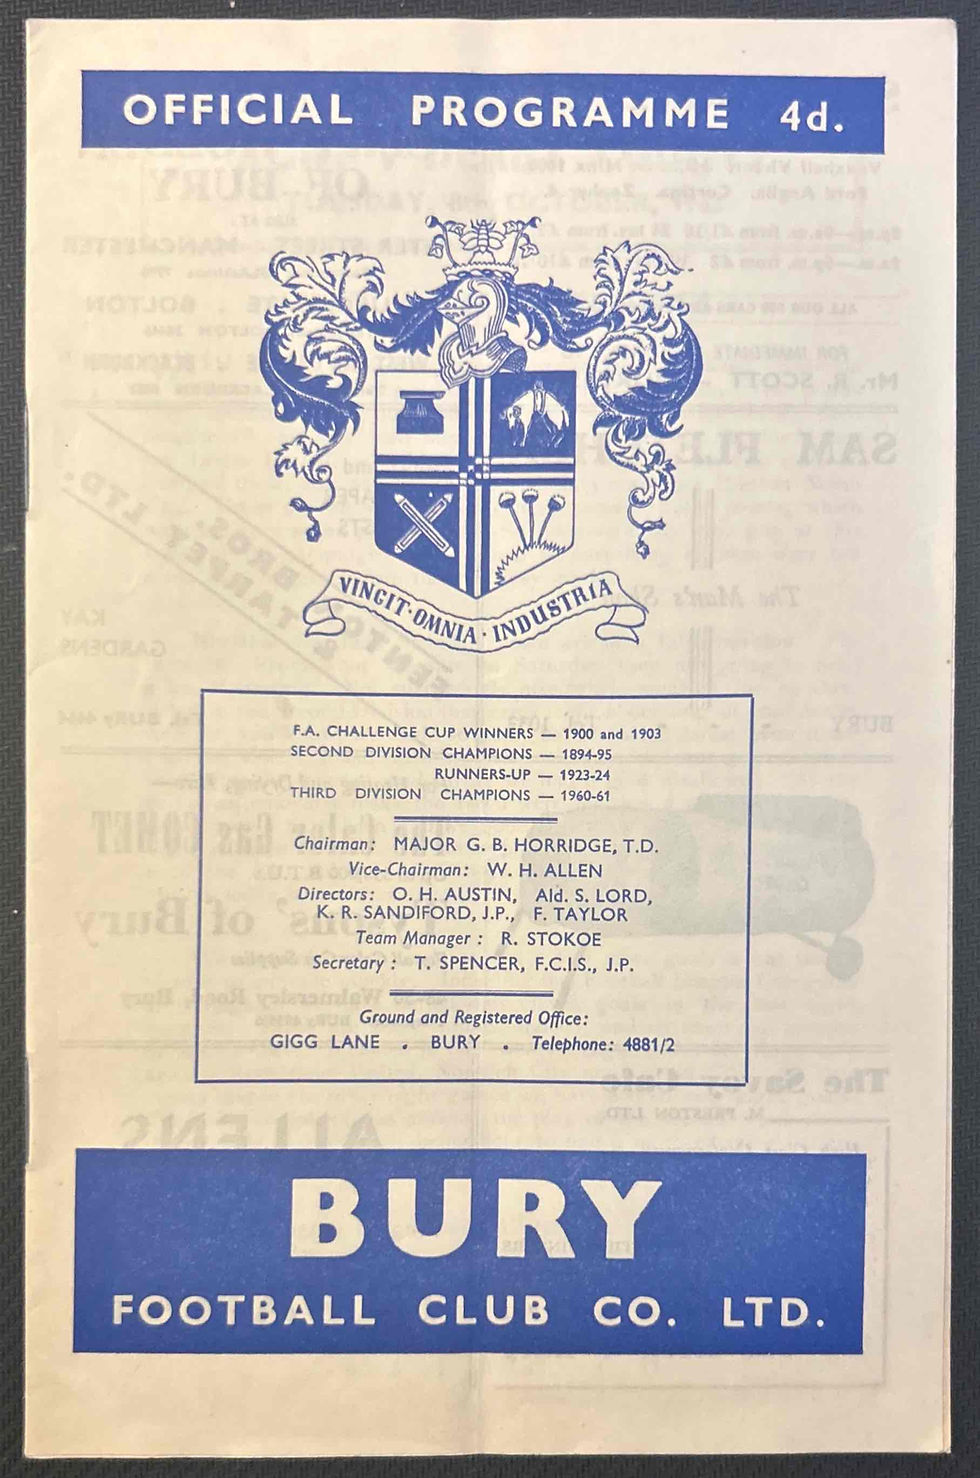 OFFICIAL PROGRAMME 4d.
VINCIT · OMNIA · INDUSTRIA
F.A. CHALLENGE CUP WINNERS — 1900 and 1903
SECOND DIVISION CHAMPIONS — 1894-95
RUNNERS-UP — 1923-24
THIRD DIVISION CHAMPIONS — 1960-61
Chairman: MAJOR G. B. HORRIDGE, T.D.
Vice-Chairman: W. H. ALLEN
Directors: O. H. AUSTIN, Ald. S. LORD,
K. R. SANDIFORD, J.P., F. TAYLOR
Team Manager : R. STOKOE
Secretary : T. SPENCER, F.C.I.S., J.P.
Ground and Registered Office:
GIGG LANE . BURY . Telephone: 4881/2
BURY
FOOTBALL CLUB CO. LTD.